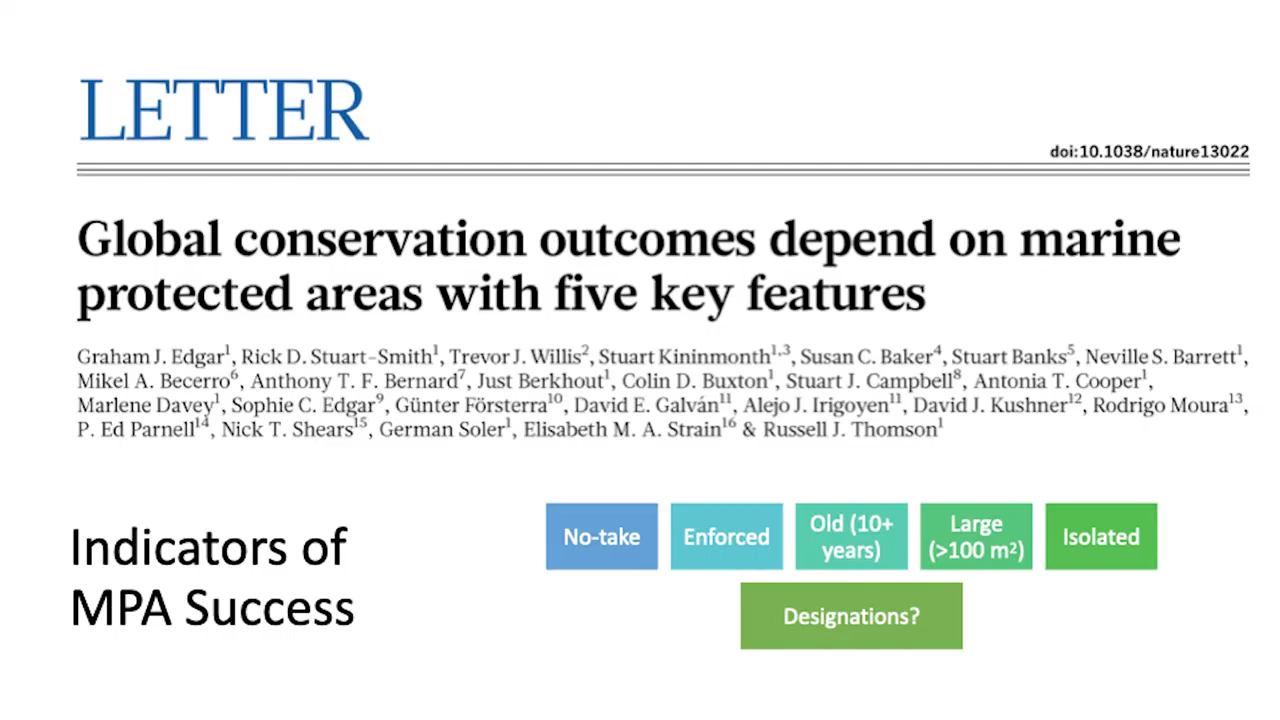 LETTER
doi:10.1038/nature13022
Global conservation outcomes depend on marine
protected areas with five key features
Graham J. Edgar1, Rick D. Stuart-Smith1, Trevor J. Willis2, Stuart Kininmonth1,3, Susan C. Baker4, Stuart Banks5, Neville S. Barrett1,
Mikel A. Becerro6, Anthony T. F. Bernard7, Just Berkhout1, Colin D. Buxton1, Stuart J. Campbell8, Antonia T. Cooper1,
Marlene Davey1, Sophie C. Edgar9, Günter Försterra10, David E. Galván11, Alejo J. Irigoyen11, David J. Kushner12, Rodrigo Moura13,
P. Ed Parnell14, Nick T. Shears15, German Soler1, Elisabeth M. A. Strain16 & Russell J. Thomson1
Indicators of
MPA Success
No-take
Enforced
Old (10+
years)
Large
(>100 m2)
Isolated
Designations?